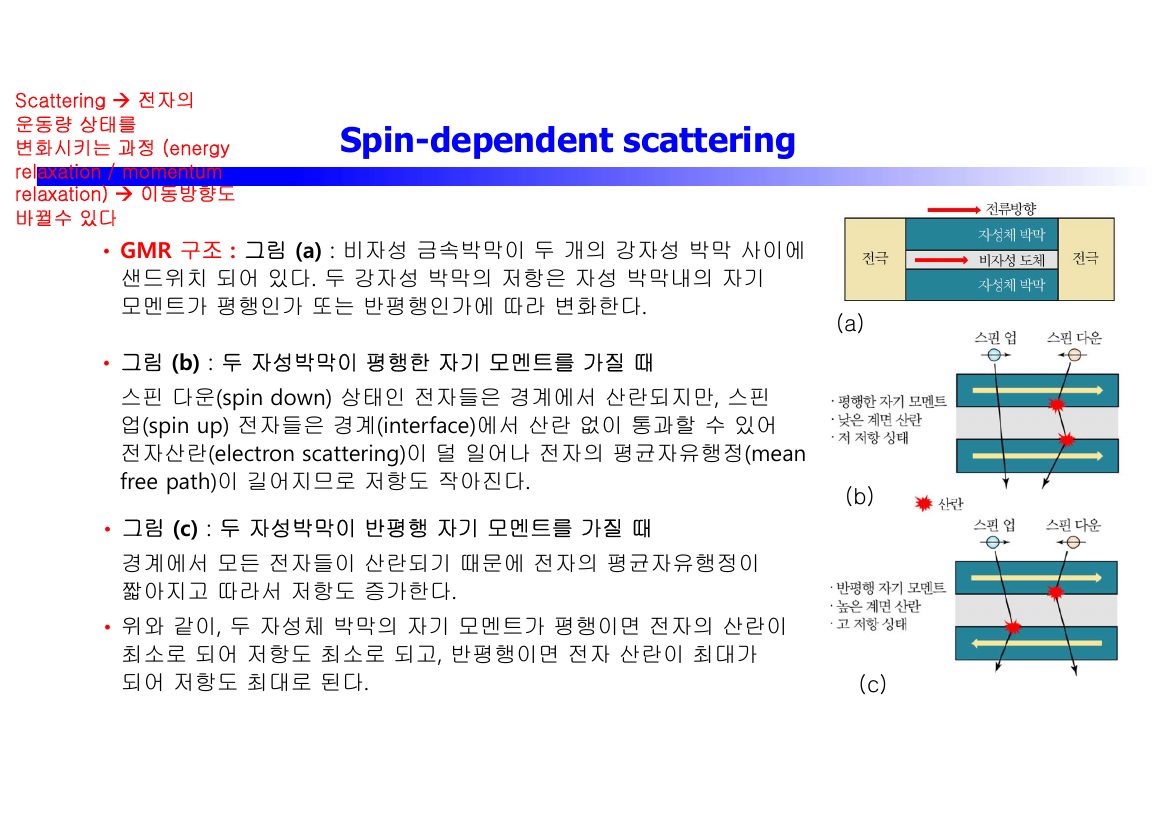 Scattering → 전자의
운동량 상태를
변화시키는 과정 (energy
relaxation / momentum
relaxation) → 이동방향도
바뀔수 있다
Spin-dependent scattering
• GMR 구조 : 그림 (a) : 비자성 금속박막이 두 개의 강자성 박막 사이에
샌드위치 되어 있다. 두 강자성 박막의 저항은 자성 박막내의 자기
모멘트가 평행인가 또는 반평행인가에 따라 변화한다.
• 그림 (b) : 두 자성박막이 평행한 자기 모멘트를 가질 때
스핀 다운(spin down) 상태인 전자들은 경계에서 산란되지만, 스핀
업(spin up) 전자들은 경계(interface)에서 산란 없이 통과할 수 있어
전자산란(electron scattering)이 덜 일어나 전자의 평균자유행정(mean
free path)이 길어지므로 저항도 작아진다.
• 그림 (c) : 두 자성박막이 반평행 자기 모멘트를 가질 때
경계에서 모든 전자들이 산란되기 때문에 전자의 평균자유행정이
짧아지고 따라서 저항도 증가한다.
• 위와 같이, 두 자성체 박막의 자기 모멘트가 평행이면 전자의 산란이
최소로 되어 저항도 최소로 되고, 반평행이면 전자 산란이 최대가
되어 저항도 최대로 된다.
전류방향
자성체 박막
전극
비자성 도체
전극
자성체 박막
(a)
스핀 업
스핀 다운
· 평행한 자기 모멘트
· 낮은 계면 산란
· 저 저항 상태
(b)
산란
스핀 업
스핀 다운
· 반평행 자기 모멘트
· 높은 계면 산란
· 고 저항 상태
(c)